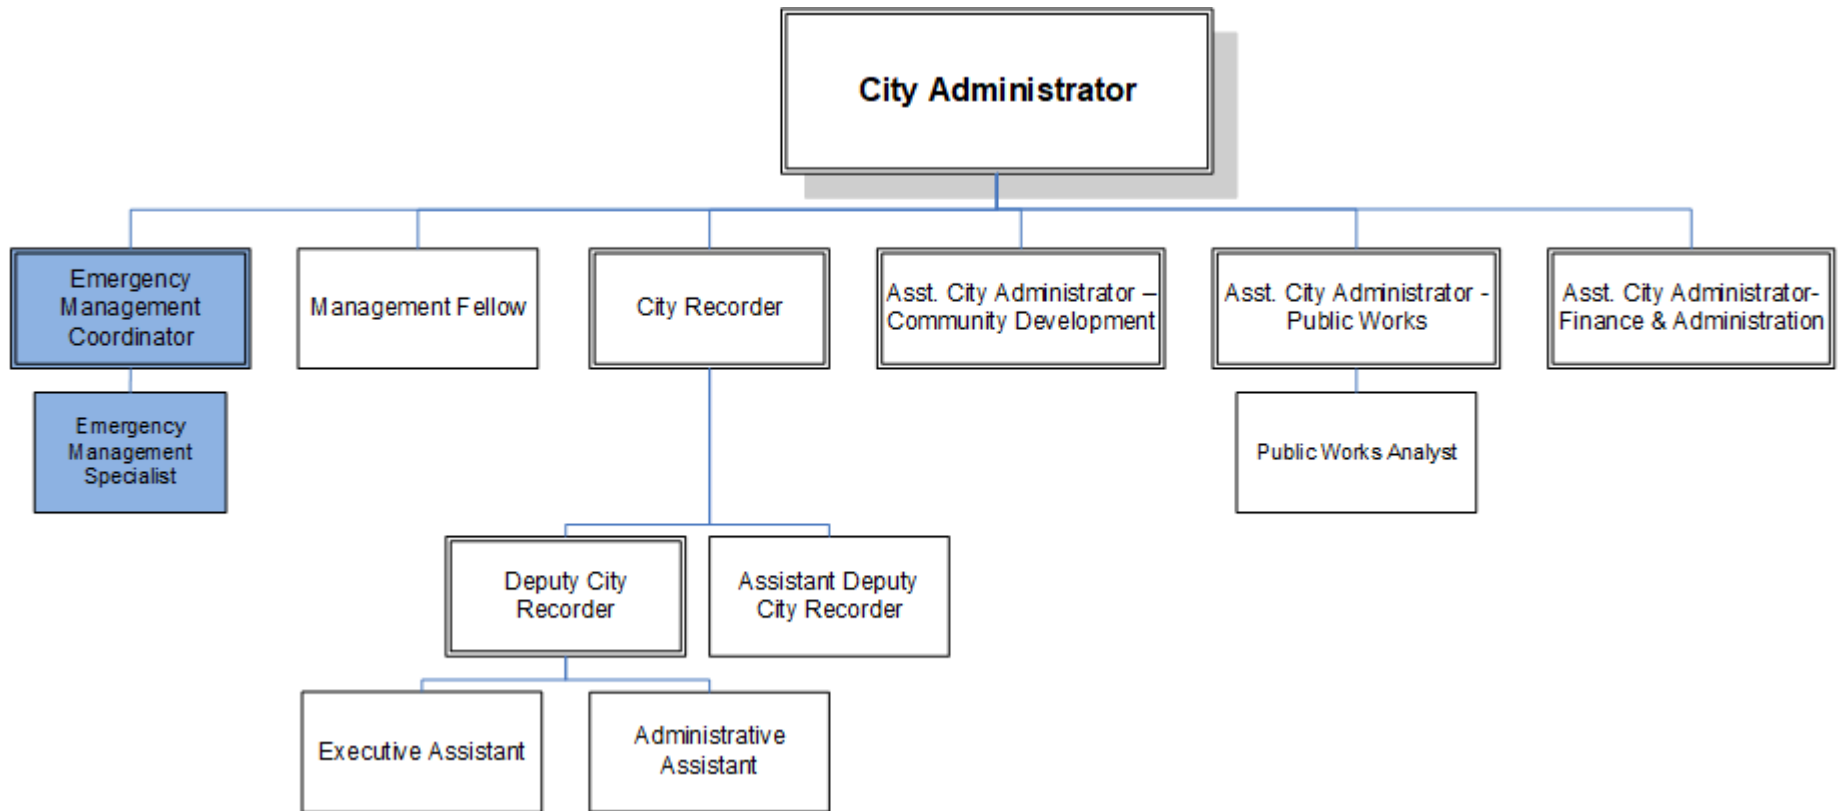 City Administrator
Emergency
Management
Coordinator
Management Fellow
City Recorder
Asst. City Administrator –
Community Development
Asst. City Administrator -
Public Works
Asst. City Administrator-
Finance & Administration
Emergency
Management
Specialist
Public Works Analyst
Deputy City
Recorder
Assistant Deputy
City Recorder
Executive Assistant
Administrative
Assistant